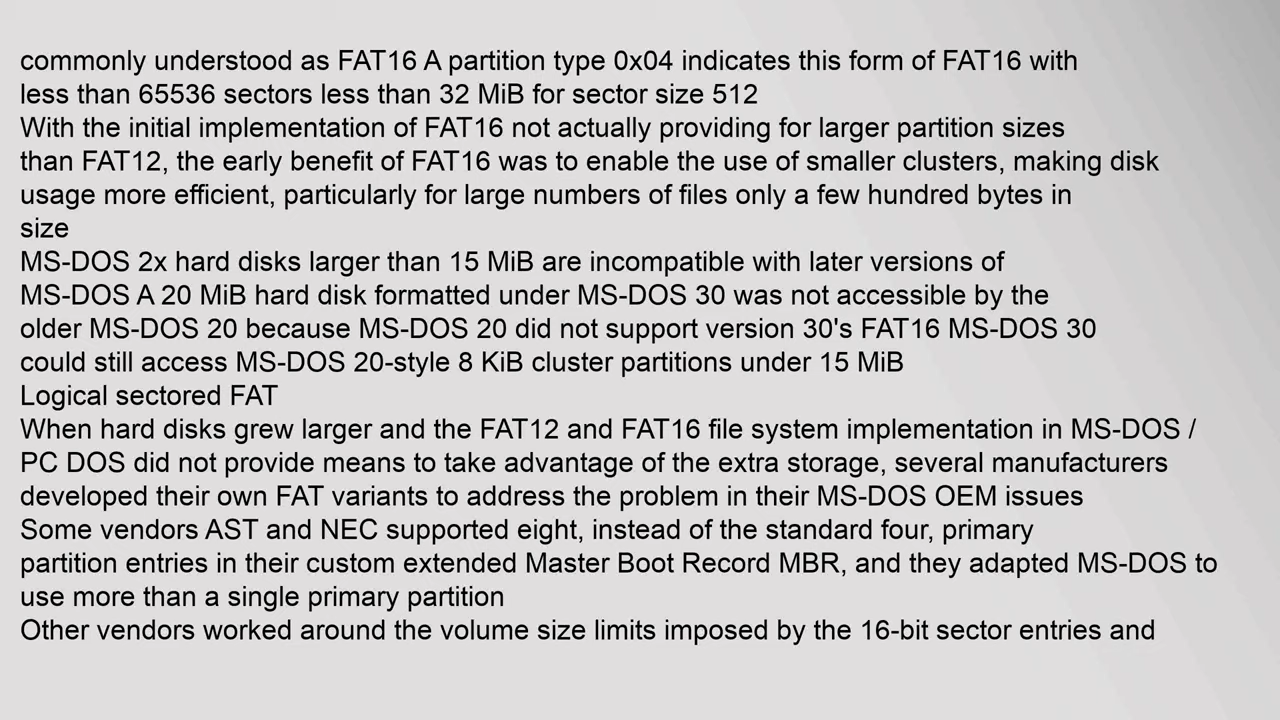 commonly understood as FAT16 A partition type 0x04 indicates this form of FAT16 with
less than 65536 sectors less than 32 MiB for sector size 512
With the initial implementation of FAT16 not actually providing for larger partition sizes
than FAT12, the early benefit of FAT16 was to enable the use of smaller clusters, making disk
usage more efficient, particularly for large numbers of files only a few hundred bytes in
size
MS-DOS 2x hard disks larger than 15 MiB are incompatible with later versions of
MS-DOS A 20 MiB hard disk formatted under MS-DOS 30 was not accessible by the
older MS-DOS 20 because MS-DOS 20 did not support version 30's FAT16 MS-DOS 30
could still access MS-DOS 20-style 8 KiB cluster partitions under 15 MiB
Logical sectored FAT
When hard disks grew larger and the FAT12 and FAT16 file system implementation in MS-DOS /
PC DOS did not provide means to take advantage of the extra storage, several manufacturers
developed their own FAT variants to address the problem in their MS-DOS OEM issues
Some vendors AST and NEC supported eight, instead of the standard four, primary
partition entries in their custom extended Master Boot Record MBR, and they adapted MS-DOS to
use more than a single primary partition
Other vendors worked around the volume size limits imposed by the 16-bit sector entries and